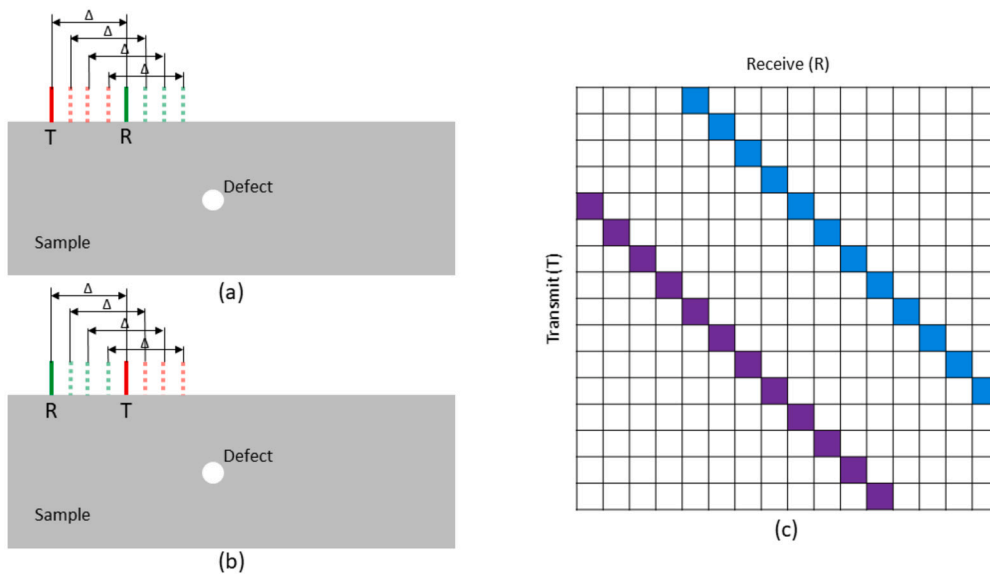 Δ
Δ
Δ
Δ
T
R
Defect
Sample
(a)
Δ
Δ
Δ
Δ
R
T
Defect
Sample
(b)
Receive (R)
Transmit (T)
(c)